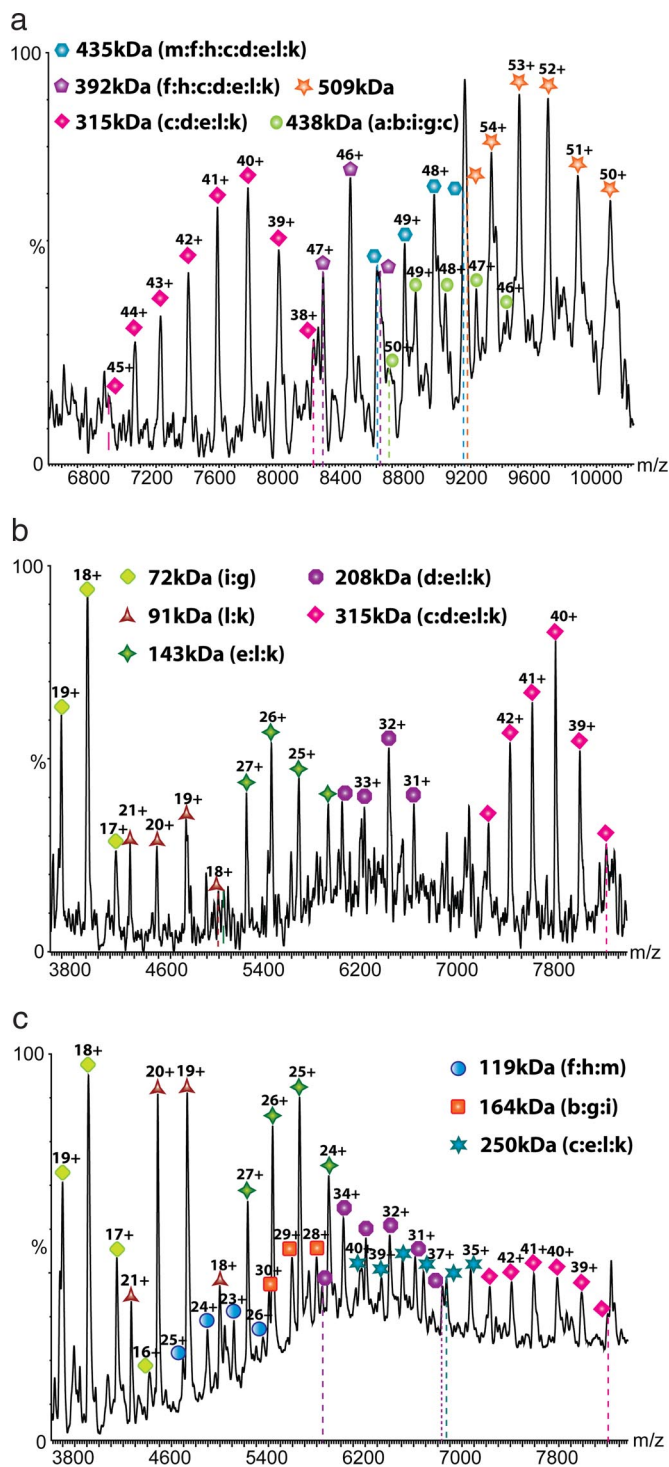 a
100
435kDa (m:f:h:c:d:e:l:k)
392kDa (f:h:c:d:e:l:k) 509kDa
315kDa (c:d:e:l:k) 438kDa (a:b:i:g:c)
53+ 52+
54+
46+ 48+ 51+
40+ 50+
41+
49+
39+
42+ 47+
% 
43+ 49+ 48+ 47+
44+ 38+ 46+
45+ 50+
0
6800 7200 7600 8000 8400 8800 9200 9600 10000 m/z
b
100
18+ 72kDa (i:g) 208kDa (d:e:l:k)
91kDa (l:k) 315kDa (c:d:e:l:k)
143kDa (e:l:k) 40+
19+ 41+
26+ 32+ 42+ 39+
% 25+
27+ 33+ 31+
21+ 19+
17+ 20+
18+
0
3800 4600 5400 6200 7000 7800 m/z
c
100
18+ 20+ 19+ 25+ 119kDa (f:h:m)
26+ 164kDa (b:g:i)
250kDa (c:e:l:k)
19+ 24+
27+
34+ 32+
% 17+ 29+ 28+ 31+
40+ 39+ 37+ 35+ 42+ 41+ 40+ 39+
21+ 18+ 30+
24+ 23+
25+ 26+
16+
0
3800 4600 5400 6200 7000 7800 m/z